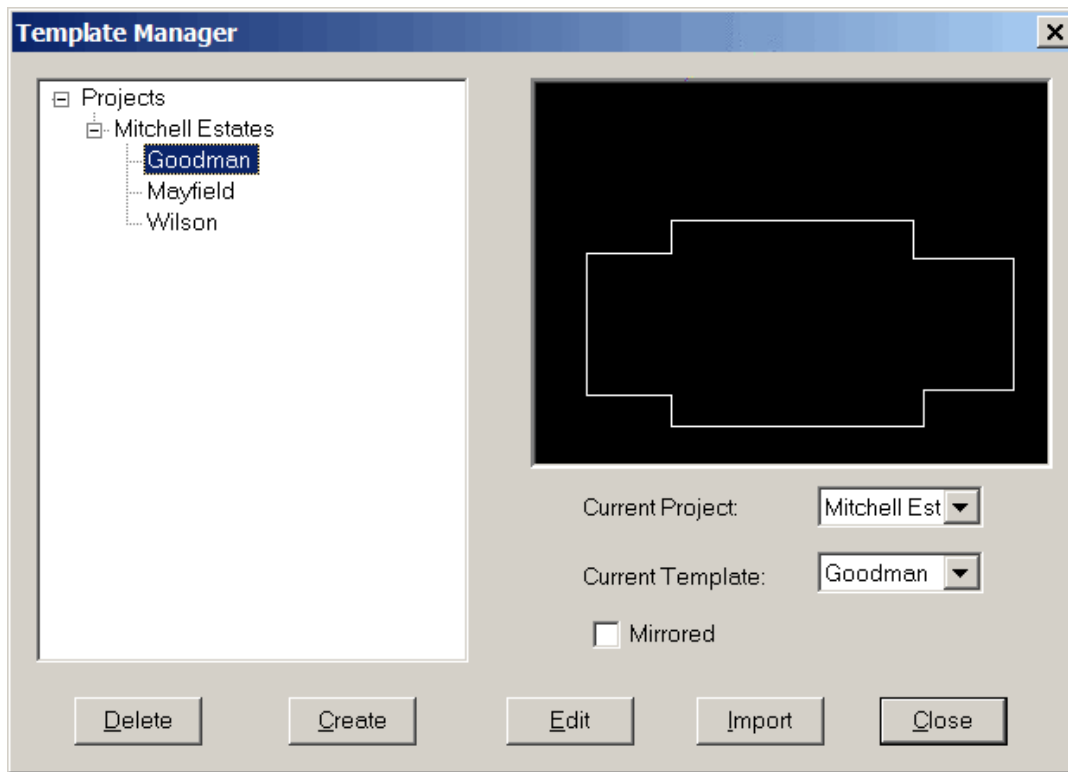 Template Manager
Projects
Mitchell Estates
Goodman
Mayfield
Wilson
Current Project: Mitchell Est
Current Template: Goodman
Mirrored
Delete Create Edit Import Close